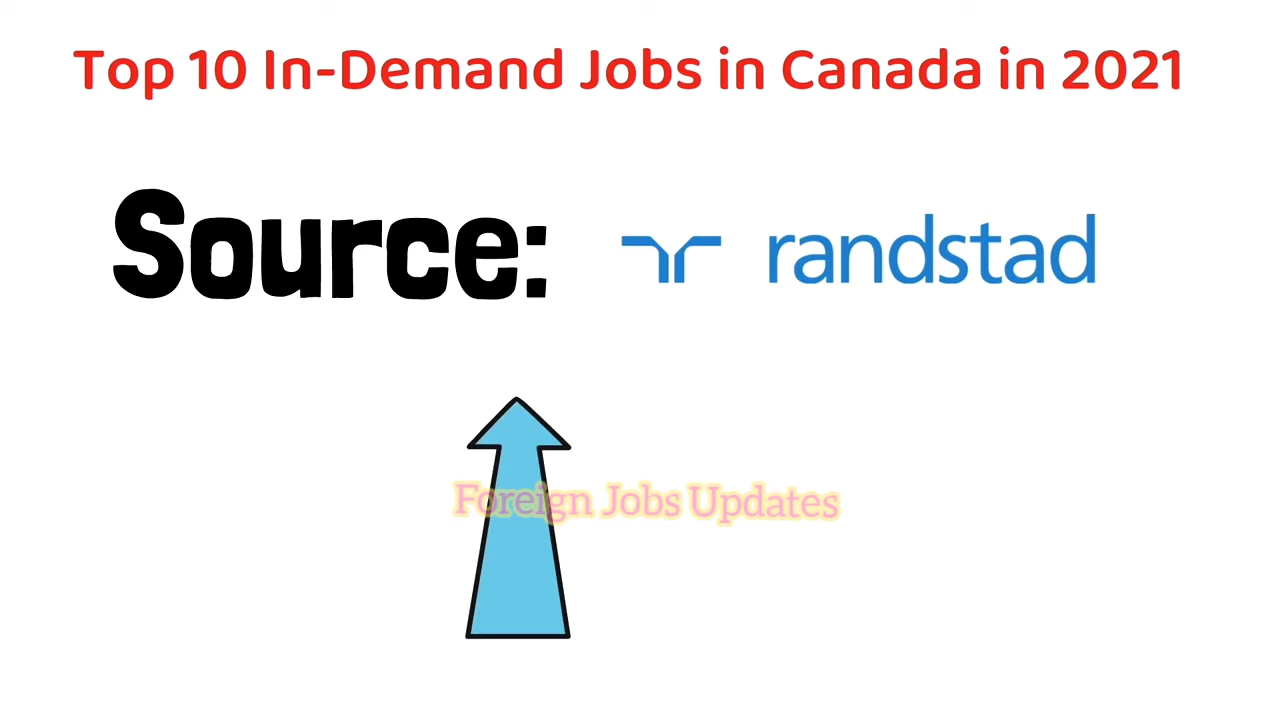 Top 10 In-Demand Jobs in Canada in 2021
Source: randstad
Foreign Jobs Updates